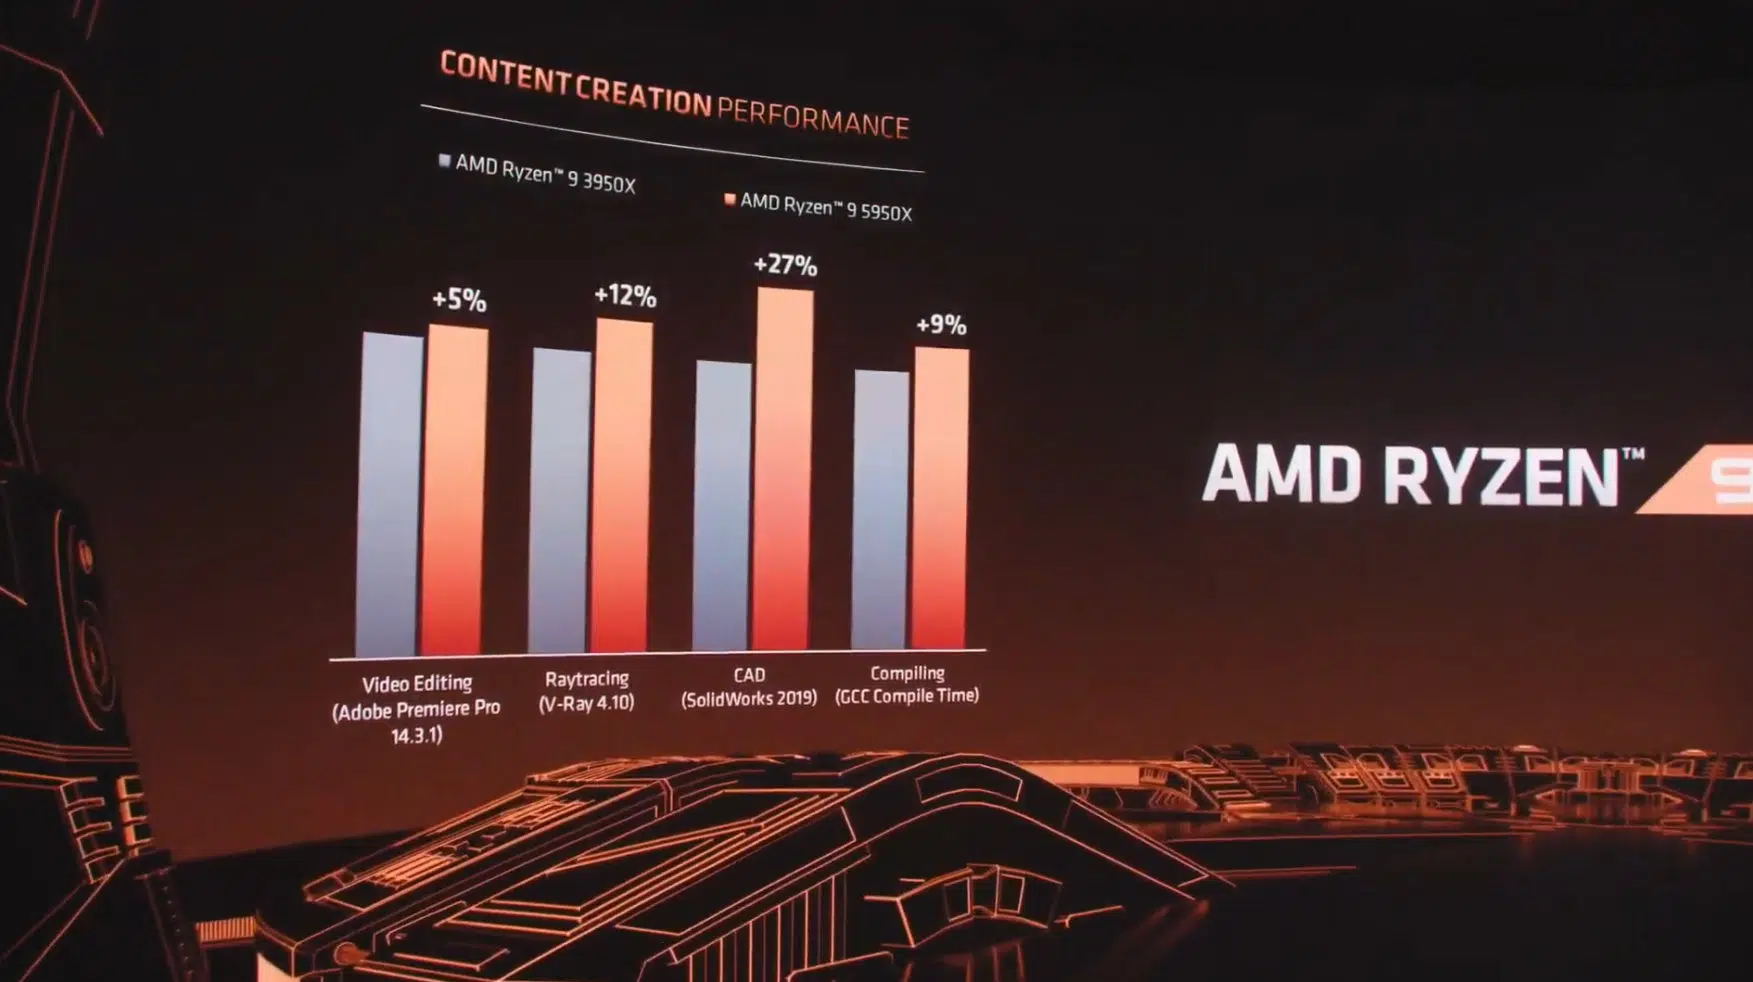 CONTENT CREATION PERFORMANCE
AMD Ryzen™ 9 3950X
AMD Ryzen™ 9 5950X
+5%
+12%
+27%
+9%
Video Editing
(Adobe Premiere Pro
14.3.1)
Raytracing
(V-Ray 4.10)
CAD
(SolidWorks 2019)
Compiling
(GCC Compile Time)
AMD RYZEN™ 9